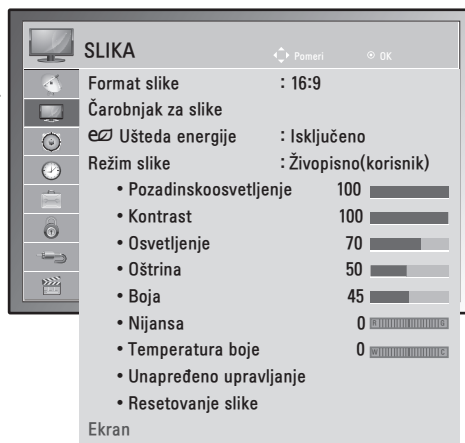 SLIKA
Pomeri OK
Format slike : 16:9
Čarobnjak za slike
Ušteda energije : Isključeno
Režim slike : Živopisno(korisnik)
• Pozadinskoosvetljenje 100
• Kontrast 100
• Osvetljenje 70
• Oštrina 50
• Boja 45
• Nijansa 0 R G
• Temperatura boje 0 W C
• Unapređeno upravljanje
• Resetovanje slike
Ekran